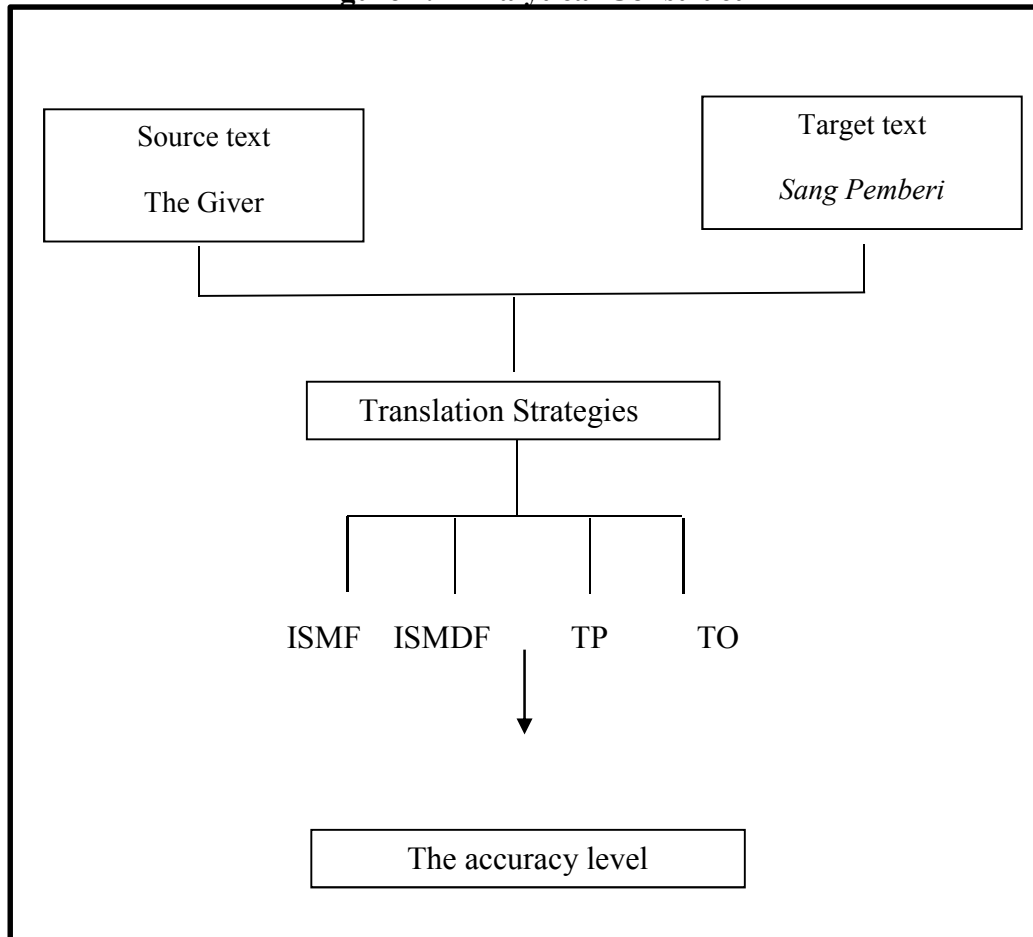 Source text
The Giver
Target text
Sang Pemberi
Translation Strategies
ISMF ISMDF TP TO
The accuracy level